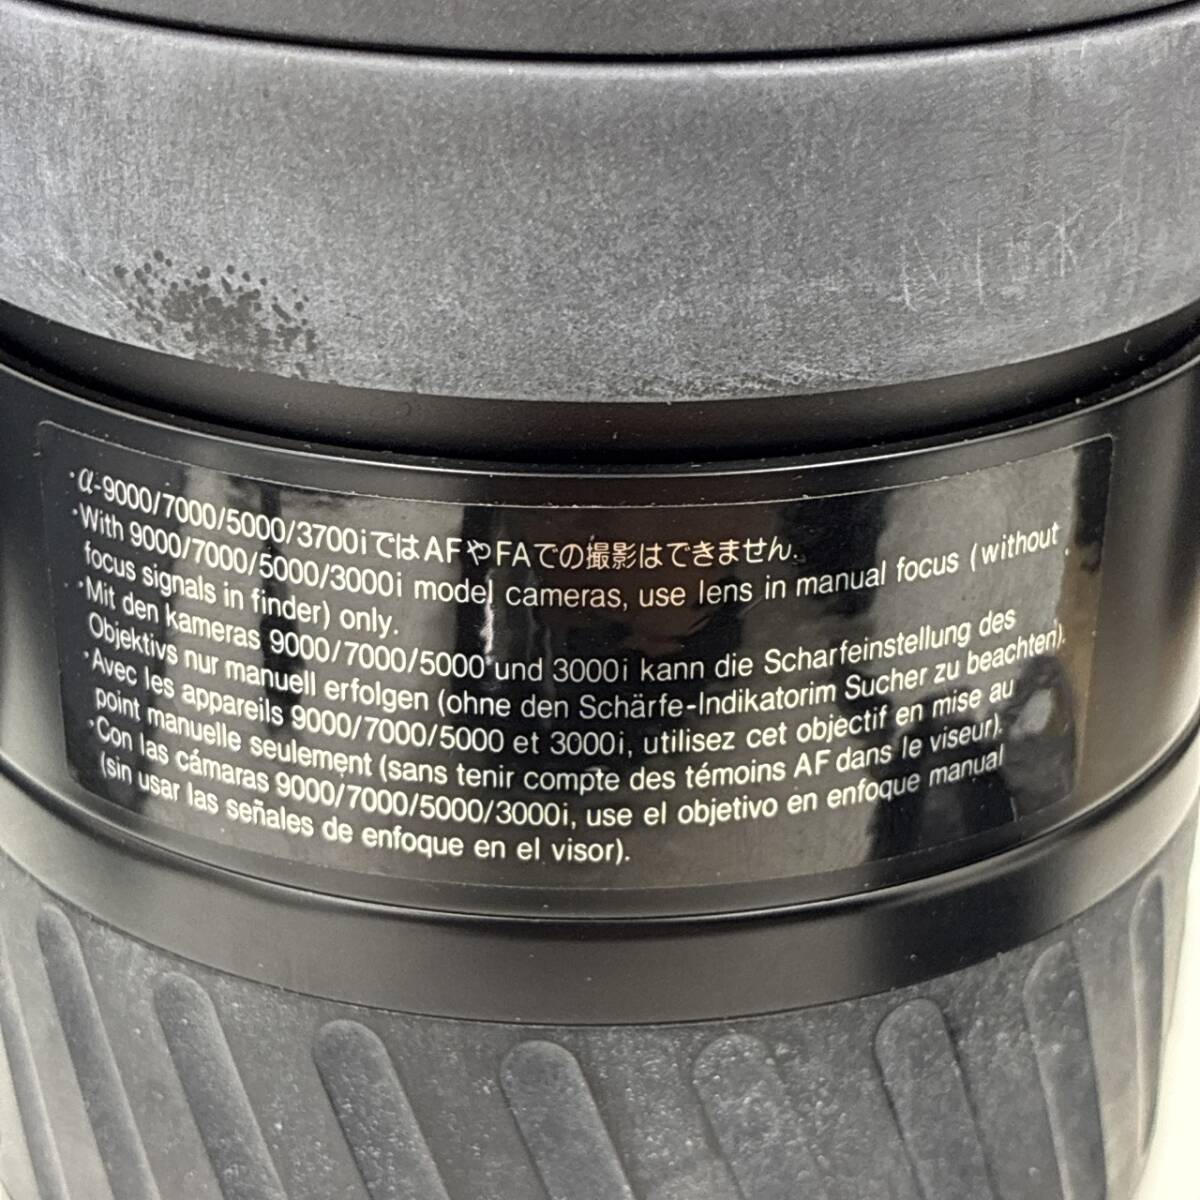 ·α-9000/7000/5000/3700iではAFやFAでの撮影はできません.
·With 9000/7000/5000/3000i model cameras, use lens in manual focus (without
focus signals in finder) only.
·Mit den kameras 9000/7000/5000 und 3000i kann die Scharfeinstellung des
Objektivs nur manuell erfolgen (ohne den Schärfe-Indikatorim Sucher zu beachten).
·Avec les appareils 9000/7000/5000 et 3000i, utilisez cet objectif en mise au
point manuelle seulement (sans tenir compte des témoins AF dans le viseur).
·Con las cámaras 9000/7000/5000/3000i, use el objetivo en enfoque manual
(sin usar las señales de enfoque en el visor).